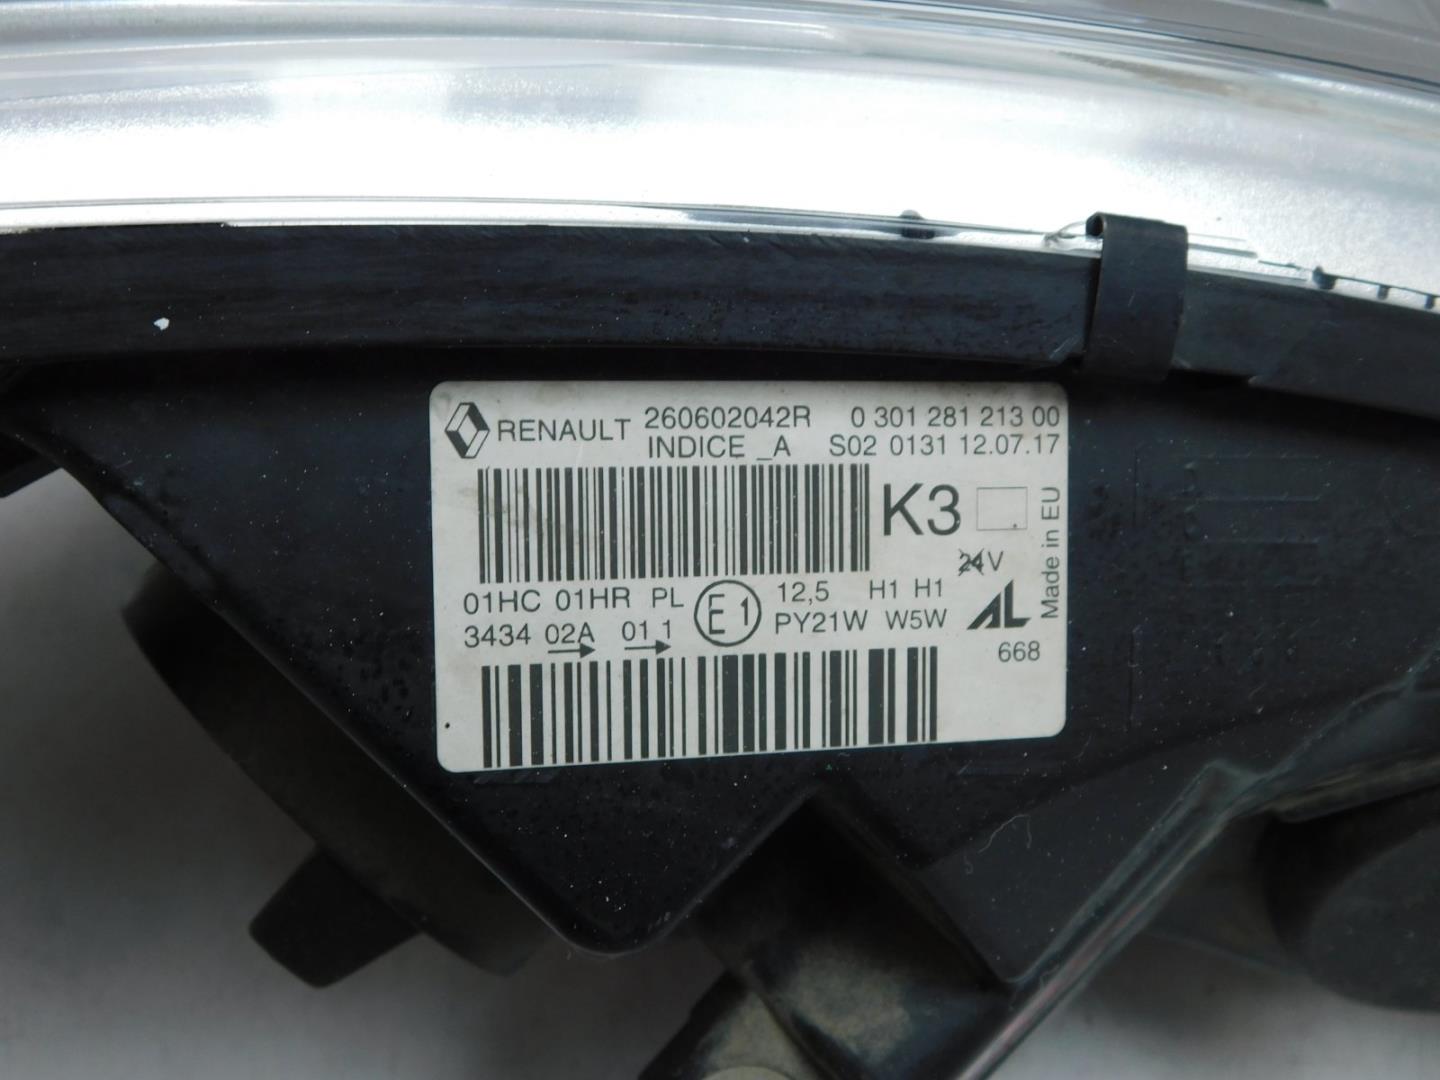 RENAULT 260602042R 0 301 281 213 00
INDICE _A S02 0131 12.07.17
K3
24V
Made in EU
01HC 01HR PL E1 12,5 H1 H1
3434 02A 01 1 PY21W W5W AL
668